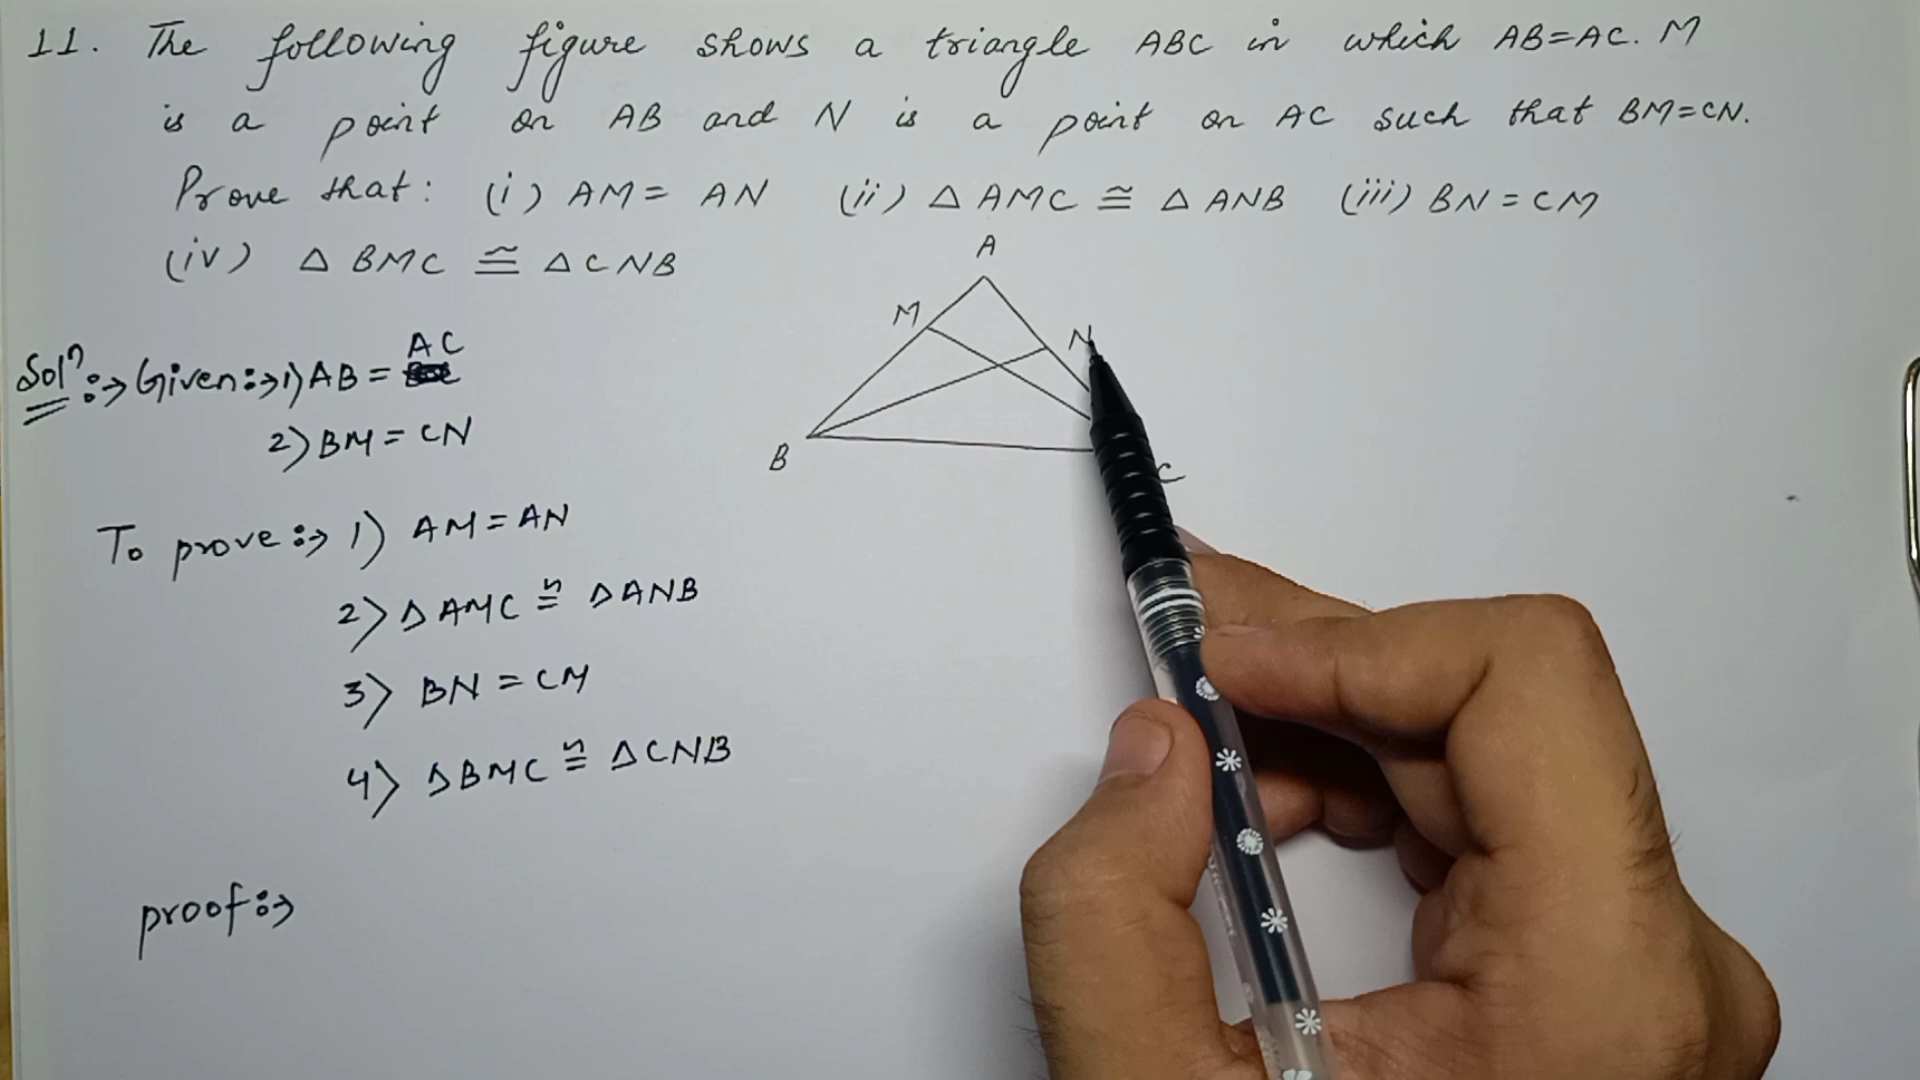 11. The following figure shows a triangle ABC in which AB=AC. M
is a point on AB and N is a point on AC such that BM=CN.
Prove that: (i) AM= AN (ii) △ AMC ≅ △ ANB (iii) BN = CM
(iv) △ BMC ≅ △ CNB
A
M
N
B
C
Solⁿ:→ Given:→ 1) AB = AC
2) BM = CN
To prove:→ 1) AM = AN
2) △ AMC ≅ △ ANB
3) BN = CM
4) △ BMC ≅ △ CNB
proof:→